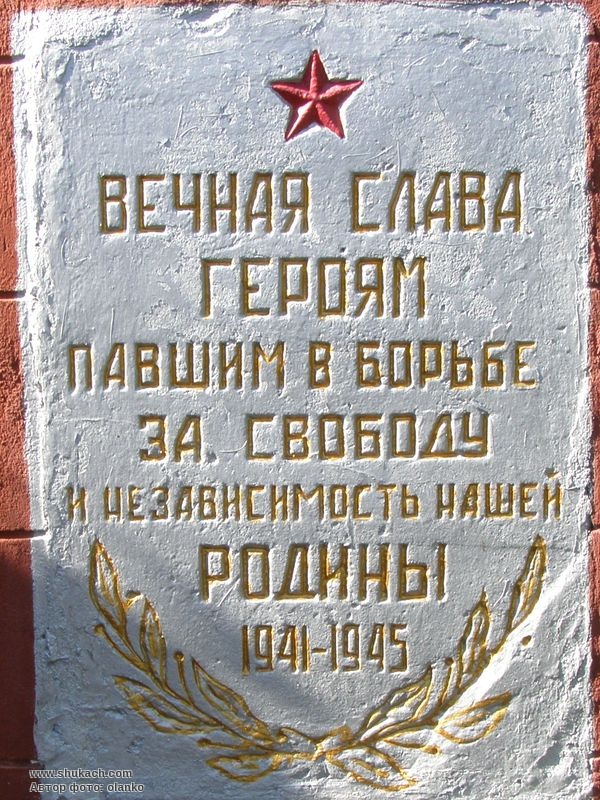 ВЕЧНАЯ СЛАВА
ГЕРОЯМ
ПАВШИМ В БОРЬБЕ
ЗА СВОБОДУ
И НЕЗАВИСИМОСТЬ НАШЕЙ
РОДИНЫ
1941-1945
www.shukach.com
Автор фото: olanko